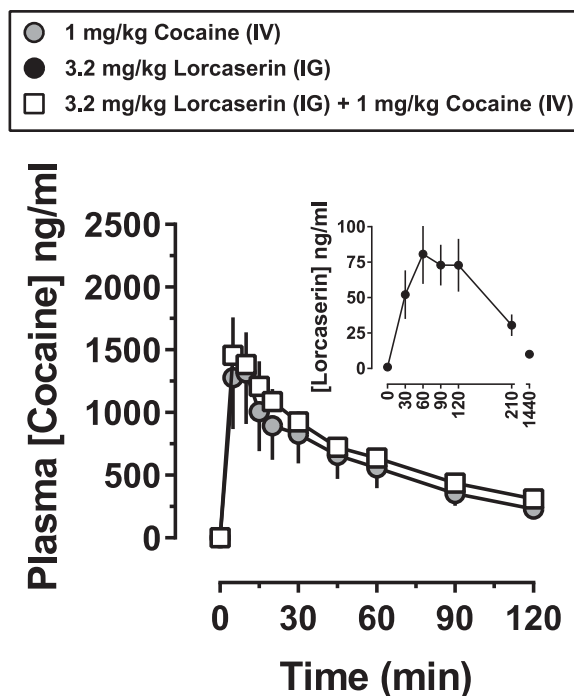 1 mg/kg Cocaine (IV)
3.2 mg/kg Lorcaserin (IG)
3.2 mg/kg Lorcaserin (IG) + 1 mg/kg Cocaine (IV)
Plasma [Cocaine] ng/ml
2500
2000
1500
1000
500
0
[Lorcaserin] ng/ml
100
75
50
25
0
0
30
60
90
120
210
1440
0 30 60 90 120
Time (min)